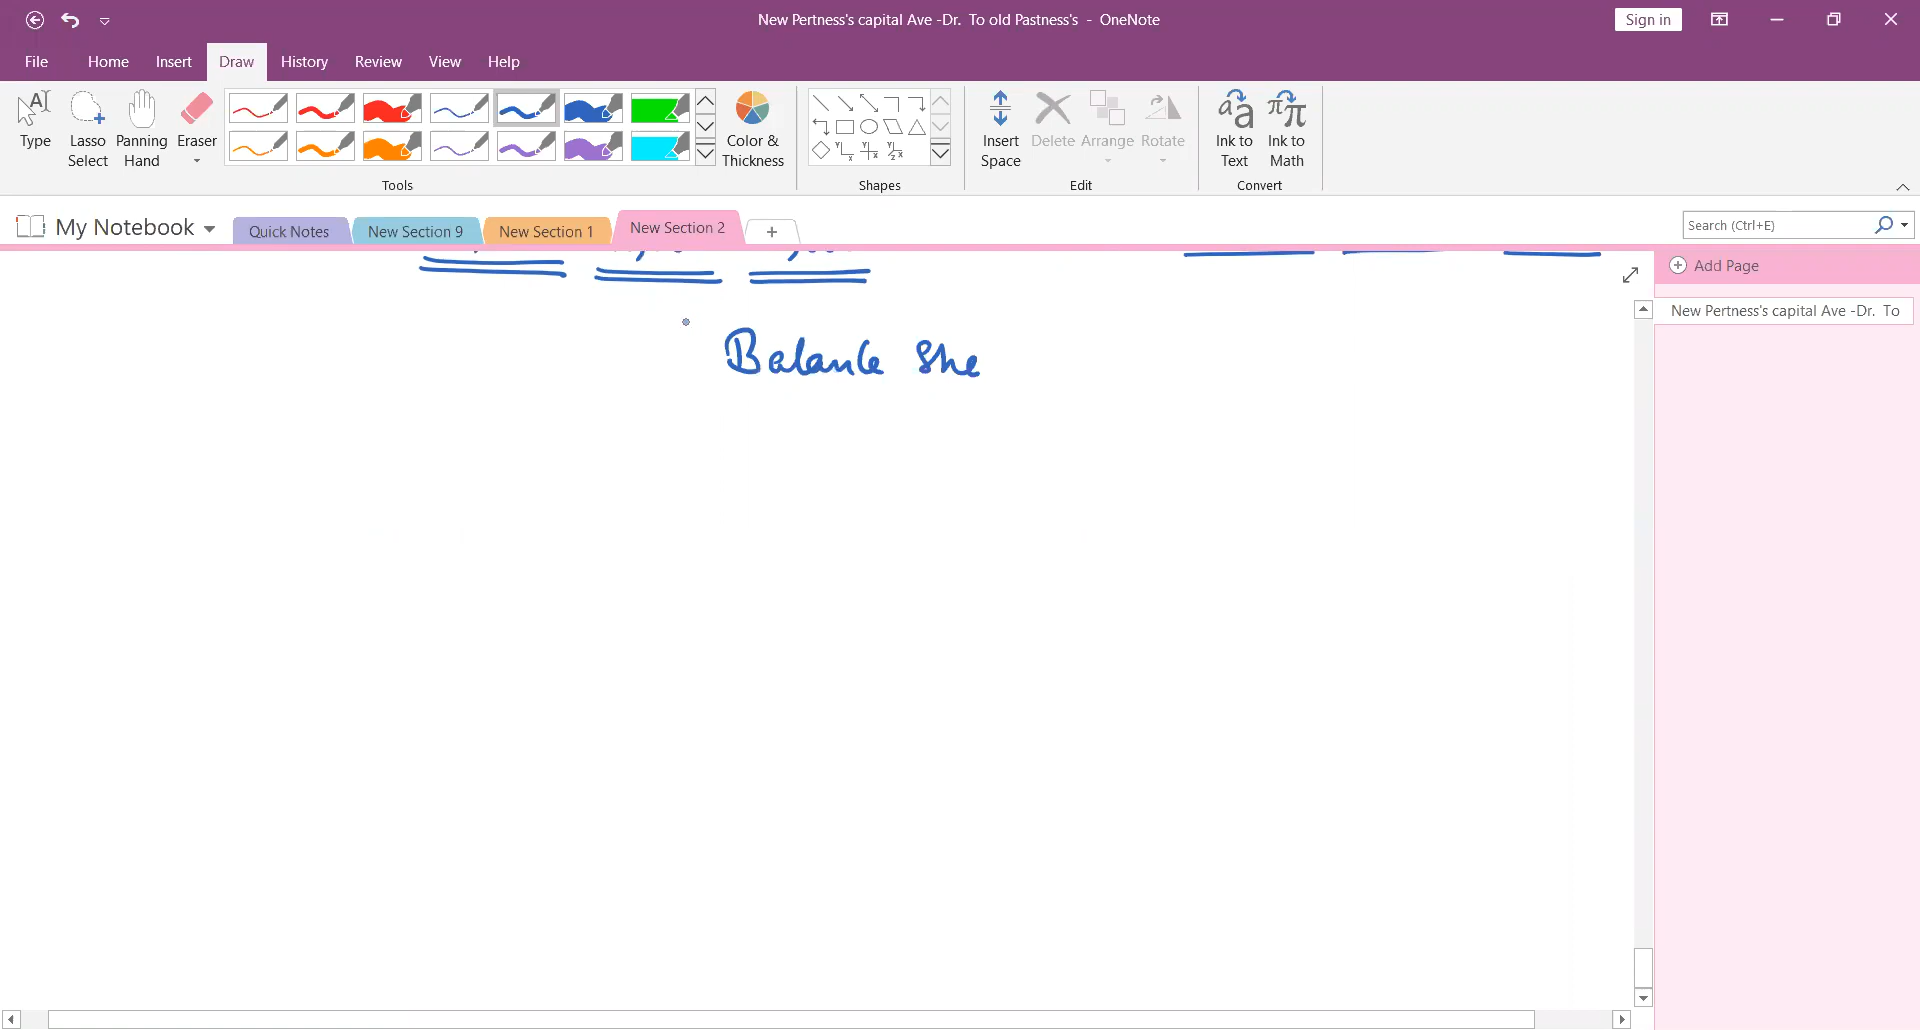 New Pertness's capital Ave -Dr. To old Pastness's - OneNote
Sign in
File Home Insert Draw History Review View Help
Type
Lasso Select
Panning Hand
Eraser
Color & Thickness
Insert Space
Delete
Arrange
Rotate
Ink to Text
Ink to Math
Tools
Shapes
Edit
Convert
My Notebook
Quick Notes
New Section 9
New Section 1
New Section 2
Search (Ctrl+E)
Add Page
New Pertness's capital Ave -Dr. To
Balance She